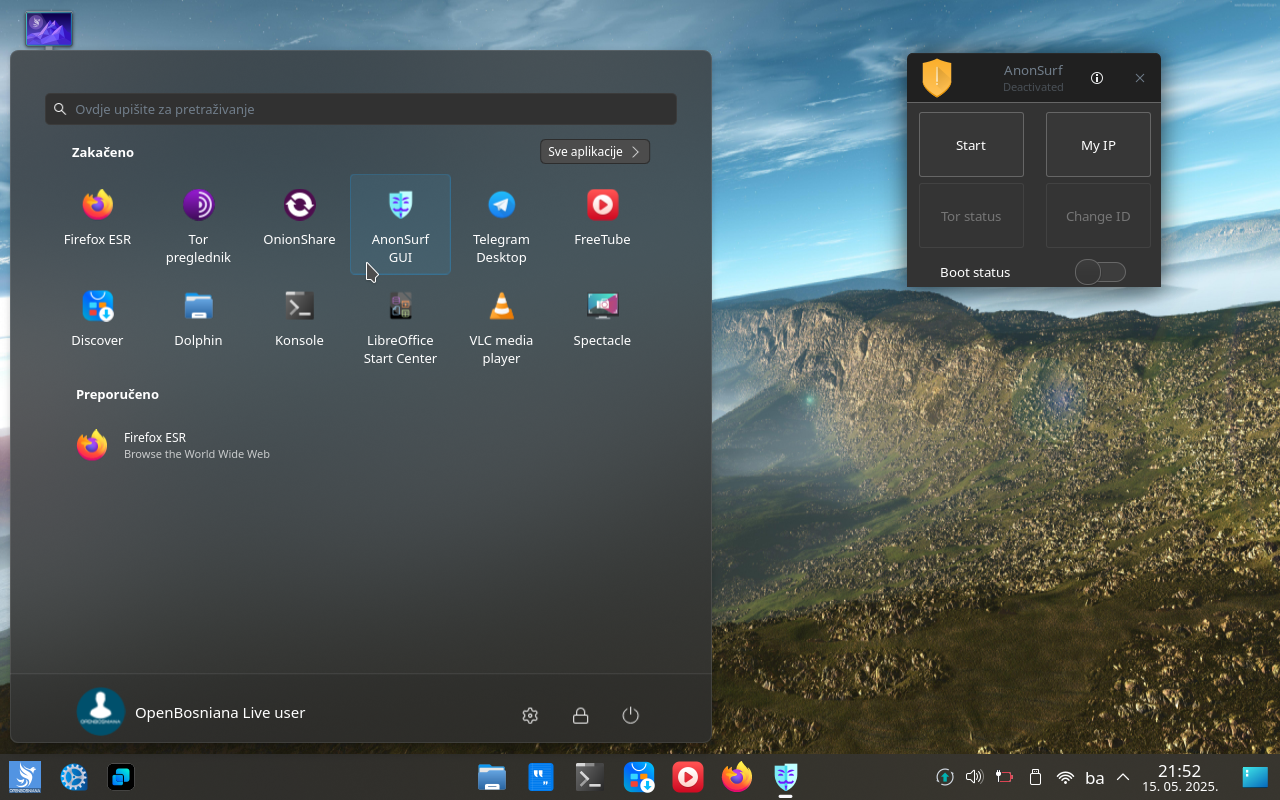 Ovdje upišite za pretraživanje
Zakačeno
Sve aplikacije
Firefox ESR
Tor
preglednik
OnionShare
AnonSurf
GUI
Telegram
Desktop
FreeTube
Discover
Dolphin
Konsole
LibreOffice
Start Center
VLC media
player
Spectacle
Preporučeno
Firefox ESR
Browse the World Wide Web
OpenBosniana Live user
AnonSurf
Deactivated
Start
My IP
Tor status
Change ID
Boot status
OPENBOSNIANA
ba
21:52
15. 05. 2025.